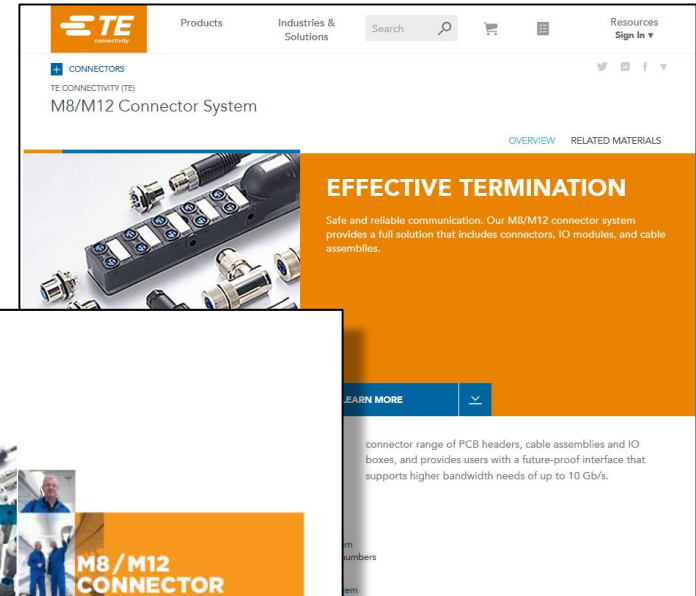 TE
connectivity
Products
Industries &
Solutions
Search
Resources
Sign In ▾
+ CONNECTORS
TE CONNECTIVITY (TE)
M8/M12 Connector System
in f ▾
OVERVIEW RELATED MATERIALS
EFFECTIVE TERMINATION
Safe and reliable communication. Our M8/M12 connector system
provides a full solution that includes connectors, IO modules, and cable
assemblies.
LEARN MORE
connector range of PCB headers, cable assemblies and IO
boxes, and provides users with a future-proof interface that
supports higher bandwidth needs of up to 10 Gb/s.
M8/M12
CONNECTOR